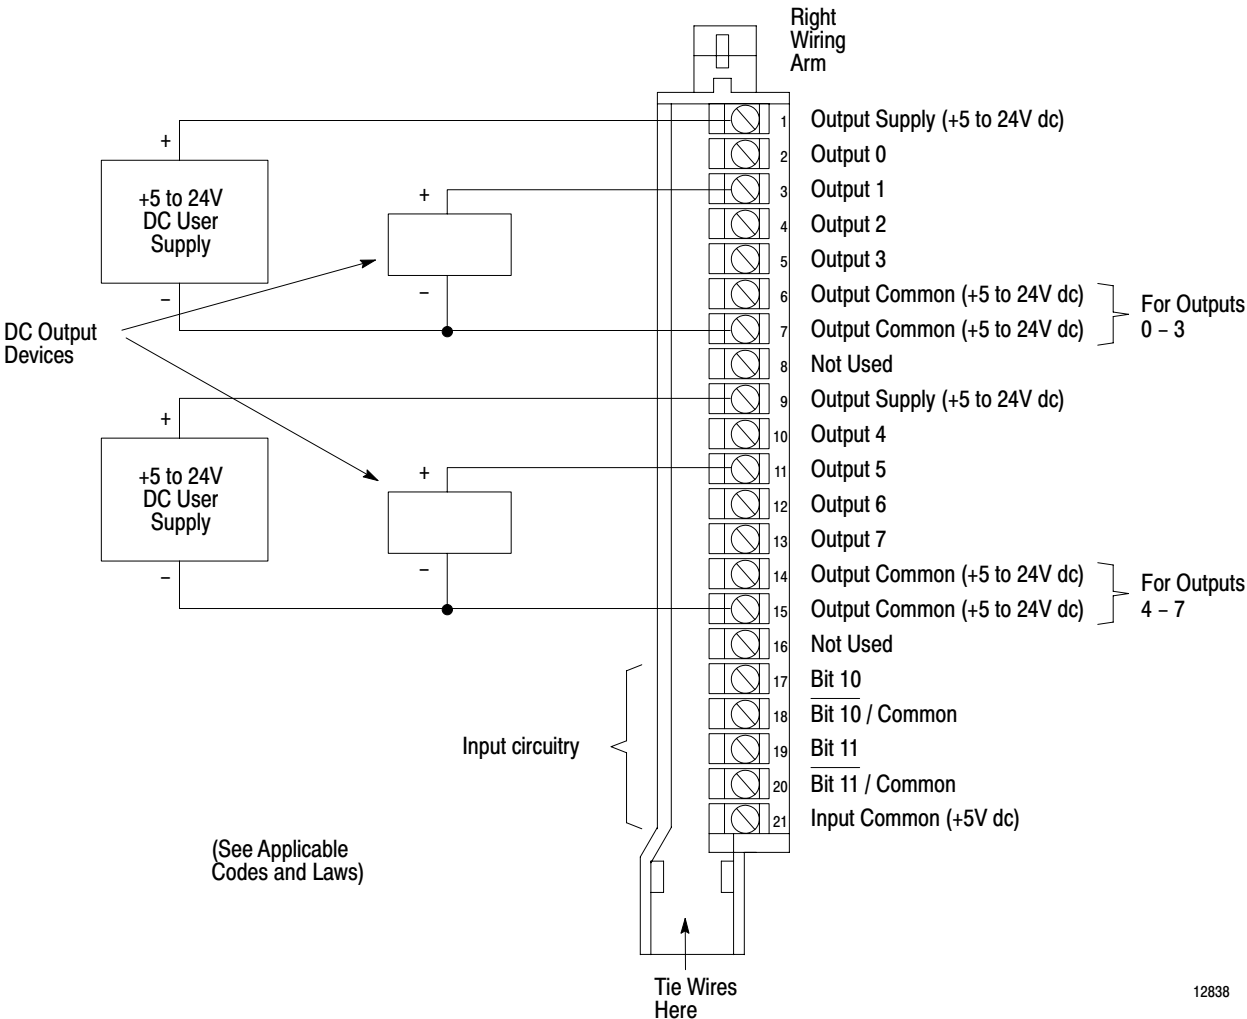 Right
Wiring
Arm
+
+5 to 24V
DC User
Supply
–
+
–
DC Output
Devices
+
+5 to 24V
DC User
Supply
–
+
–
1 Output Supply (+5 to 24V dc)
2 Output 0
3 Output 1
4 Output 2
5 Output 3
6 Output Common (+5 to 24V dc)
7 Output Common (+5 to 24V dc)
For Outputs
0 – 3
8 Not Used
9 Output Supply (+5 to 24V dc)
10 Output 4
11 Output 5
12 Output 6
13 Output 7
14 Output Common (+5 to 24V dc)
15 Output Common (+5 to 24V dc)
For Outputs
4 – 7
16 Not Used
17 Bit 10
18 B̅i̅t̅ ̅1̅0̅ / Common
19 Bit 11
20 B̅i̅t̅ ̅1̅1̅ / Common
21 Input Common (+5V dc)
Input circuitry
(See Applicable
Codes and Laws)
Tie Wires
Here
12838